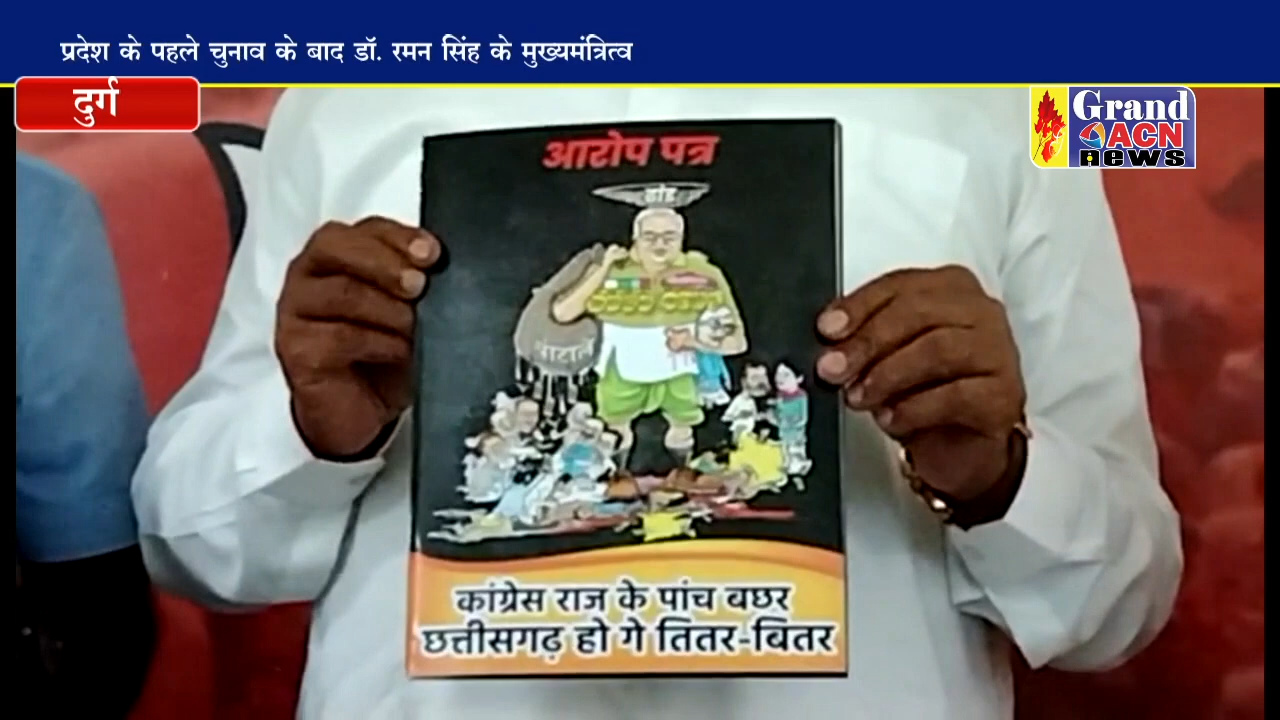 प्रदेश के पहले चुनाव के बाद डॉ. रमन सिंह के मुख्यमंत्रित्व
दुर्ग
Grand
ACN
news
आरोप पत्र
कांग्रेस राज के पांच बछर
छत्तीसगढ़ हो गे तितर-बितर